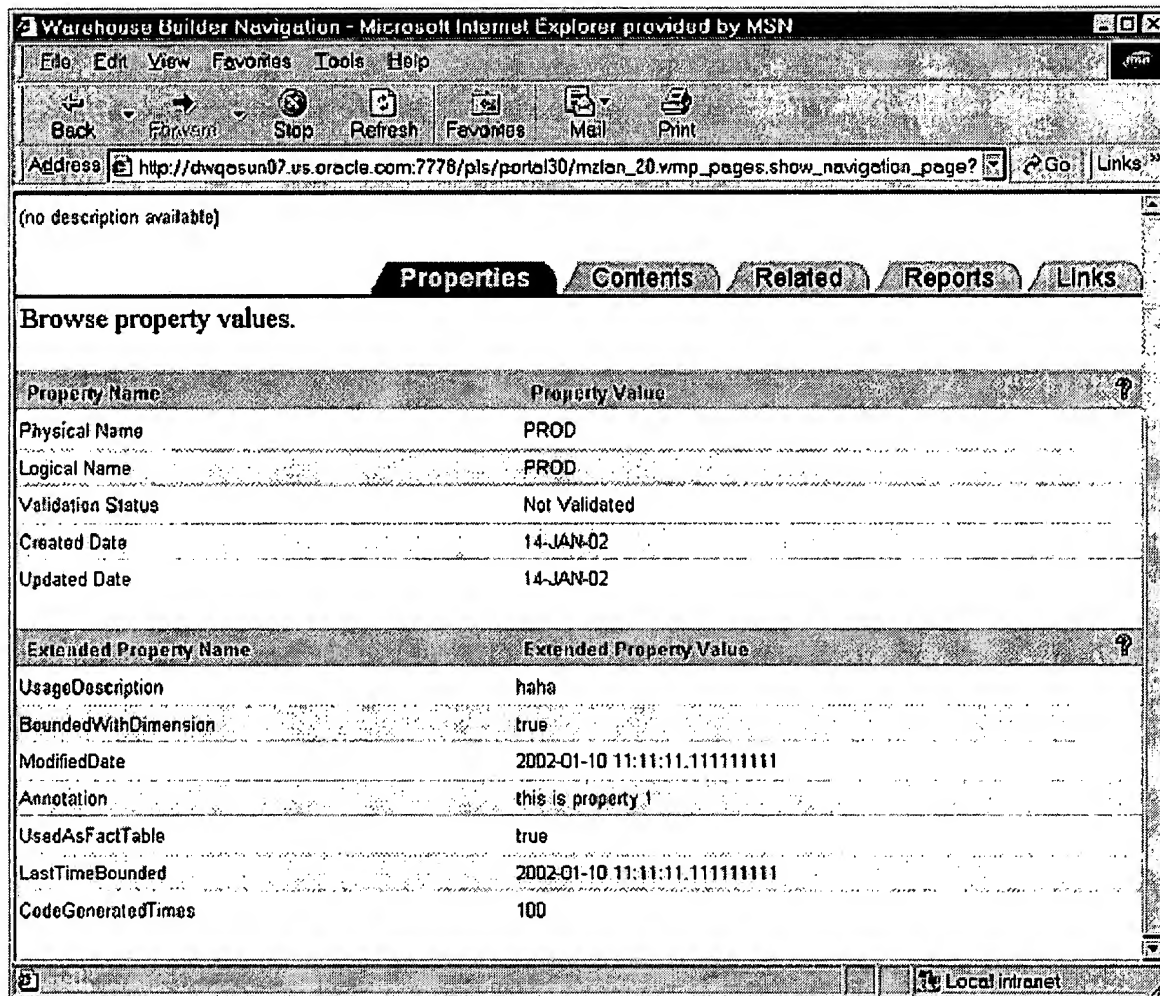 Warehouse Builder Navigation - Microsoft Internet Explorer provided by MSN
File Edit View Favorites Tools Help
msn
Back Forward Stop Refresh Favorites Mail Print
Address http://dwqasun07.us.oracle.com:7778/pls/portal30/mzlan_20.wmp_pages.show_navigation_page? Go Links »
(no description available)
Properties Contents Related Reports Links
Browse property values.
Property Name Property Value ?
Physical Name PROD
Logical Name PROD
Validation Status Not Validated
Created Date 14-JAN-02
Updated Date 14-JAN-02
Extended Property Name Extended Property Value ?
UsageDescription haha
BoundedWithDimension true
ModifiedDate 2002-01-10 11:11:11.111111111
Annotation this is property 1
UsedAsFactTable true
LastTimeBounded 2002-01-10 11:11:11.111111111
CodeGeneratedTimes 100
Local intranet